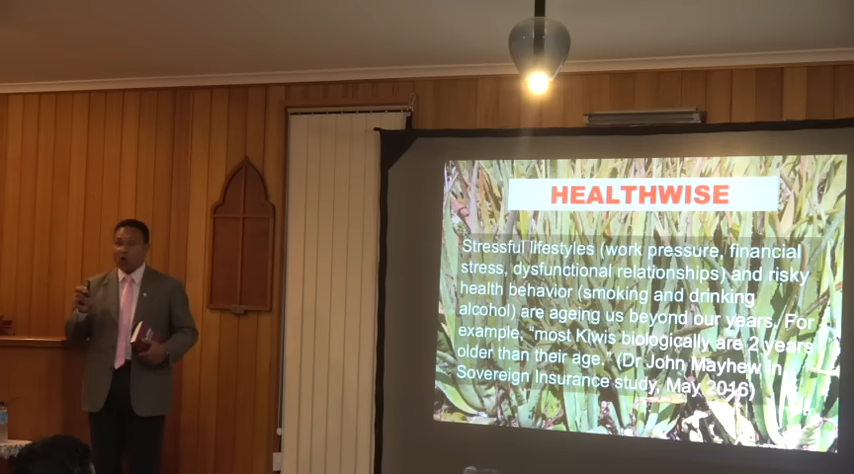 HEALTHWISE
Stressful lifestyles (work pressure, financial
stress, dysfunctional relationships) and risky
health behavior (smoking and drinking
alcohol) are ageing us beyond our years. For
example, "most Kiwis biologically are 2 years
older than their age." (Dr John Mayhew in
Sovereign Insurance study, May 2016)